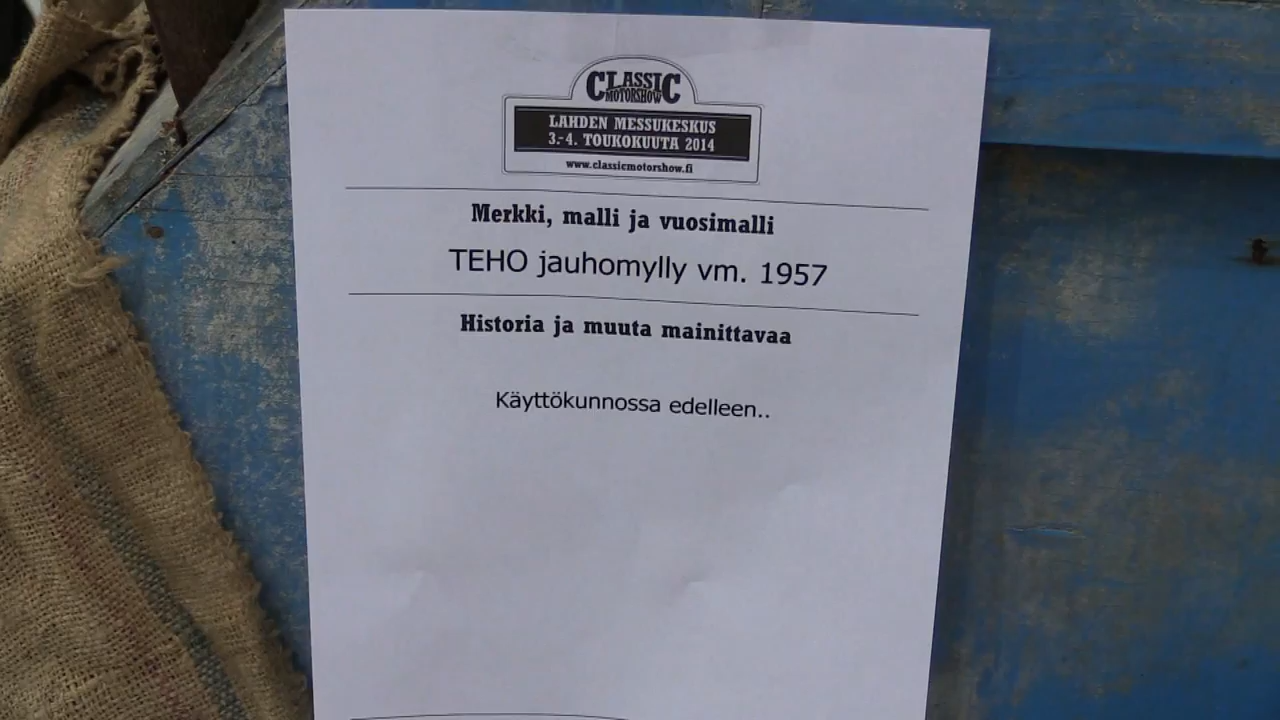 CLASSIC
MOTORSHOW
LAHDEN MESSUKESKUS
3.-4. TOUKOKUUTA 2014
www.classicmotorshow.fi
Merkki, malli ja vuosimalli
TEHO jauhomylly vm. 1957
Historia ja muuta mainittavaa
Käyttökunnossa edelleen..